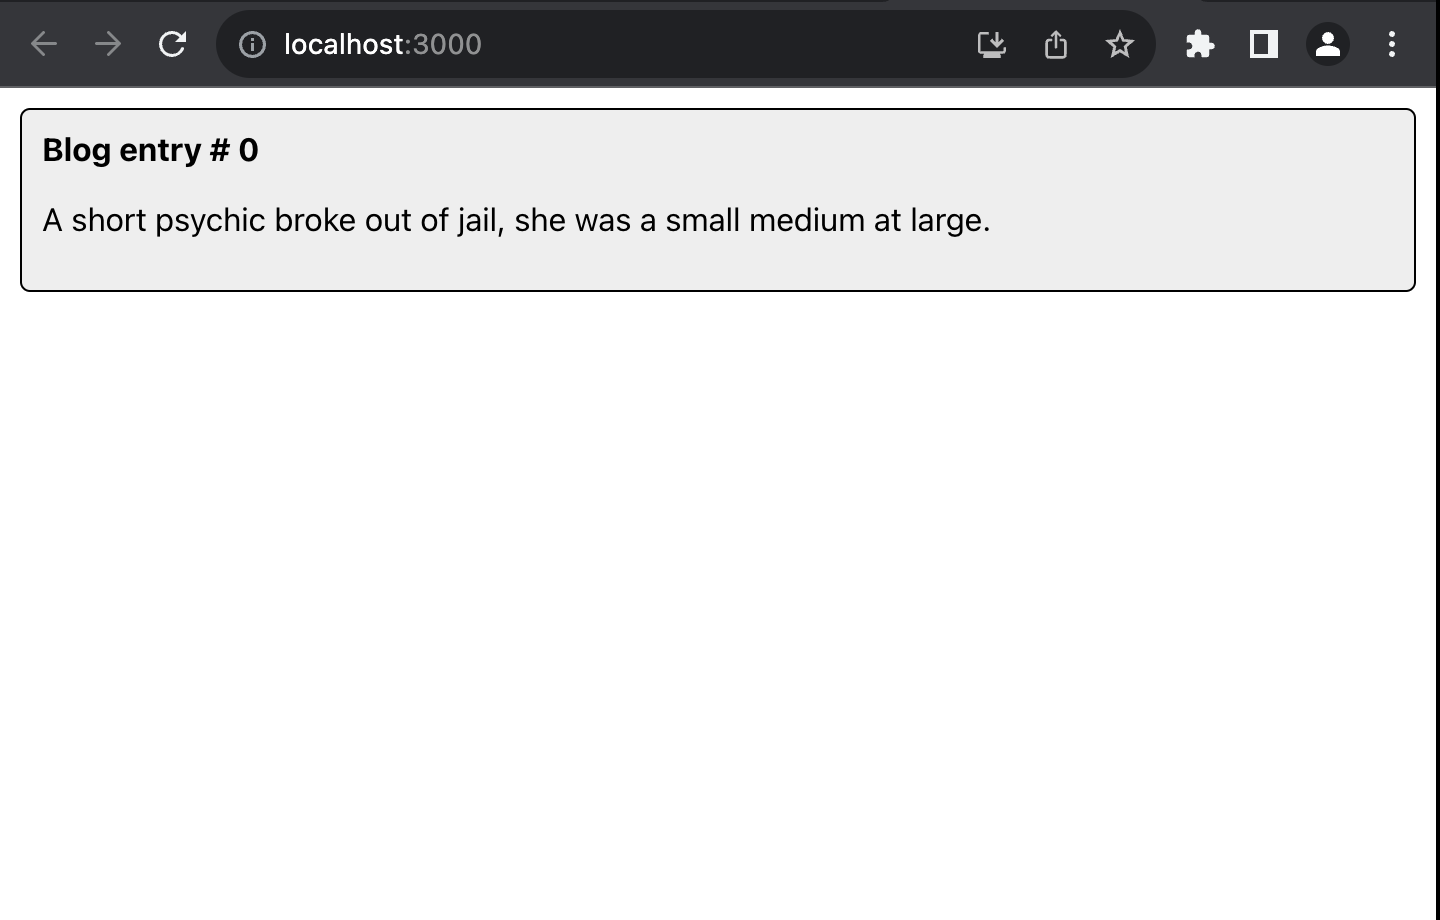 localhost:3000
Blog entry # 0
A short psychic broke out of jail, she was a small medium at large.